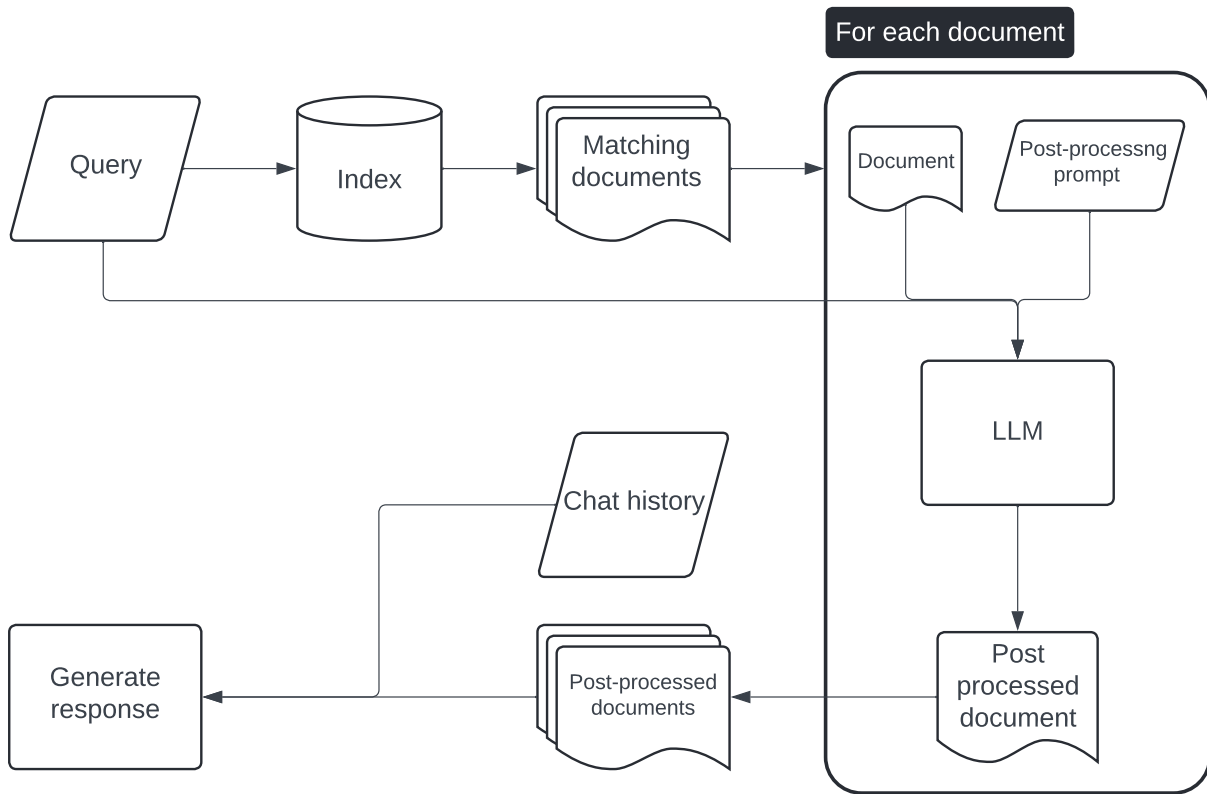 For each document
Query
Index
Matching
documents
Document
Post-processng
prompt
LLM
Chat history
Generate
response
Post-processed
documents
Post
processed
document